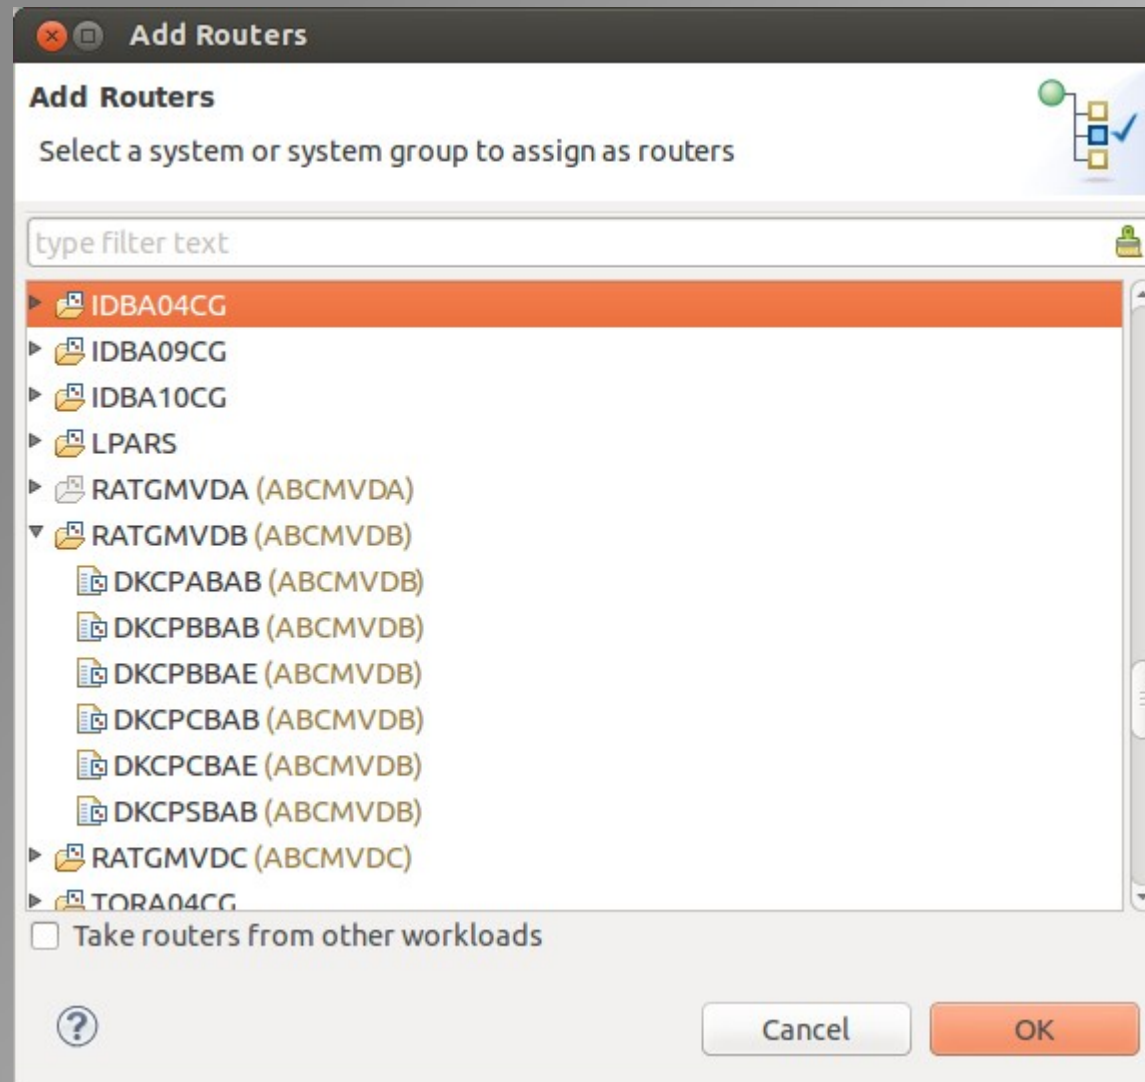 Add Routers
Add Routers
Select a system or system group to assign as routers
type filter text
IDBA04CG
IDBA09CG
IDBA10CG
LPARS
RATGMVDA (ABCMVDA)
RATGMVDB (ABCMVDB)
DKCPABAB (ABCMVDB)
DKCPBBAB (ABCMVDB)
DKCPBBAE (ABCMVDB)
DKCPCBAB (ABCMVDB)
DKCPCBAE (ABCMVDB)
DKCPSBAB (ABCMVDB)
RATGMVDC (ABCMVDC)
TORA04CG
Take routers from other workloads
?
Cancel
OK